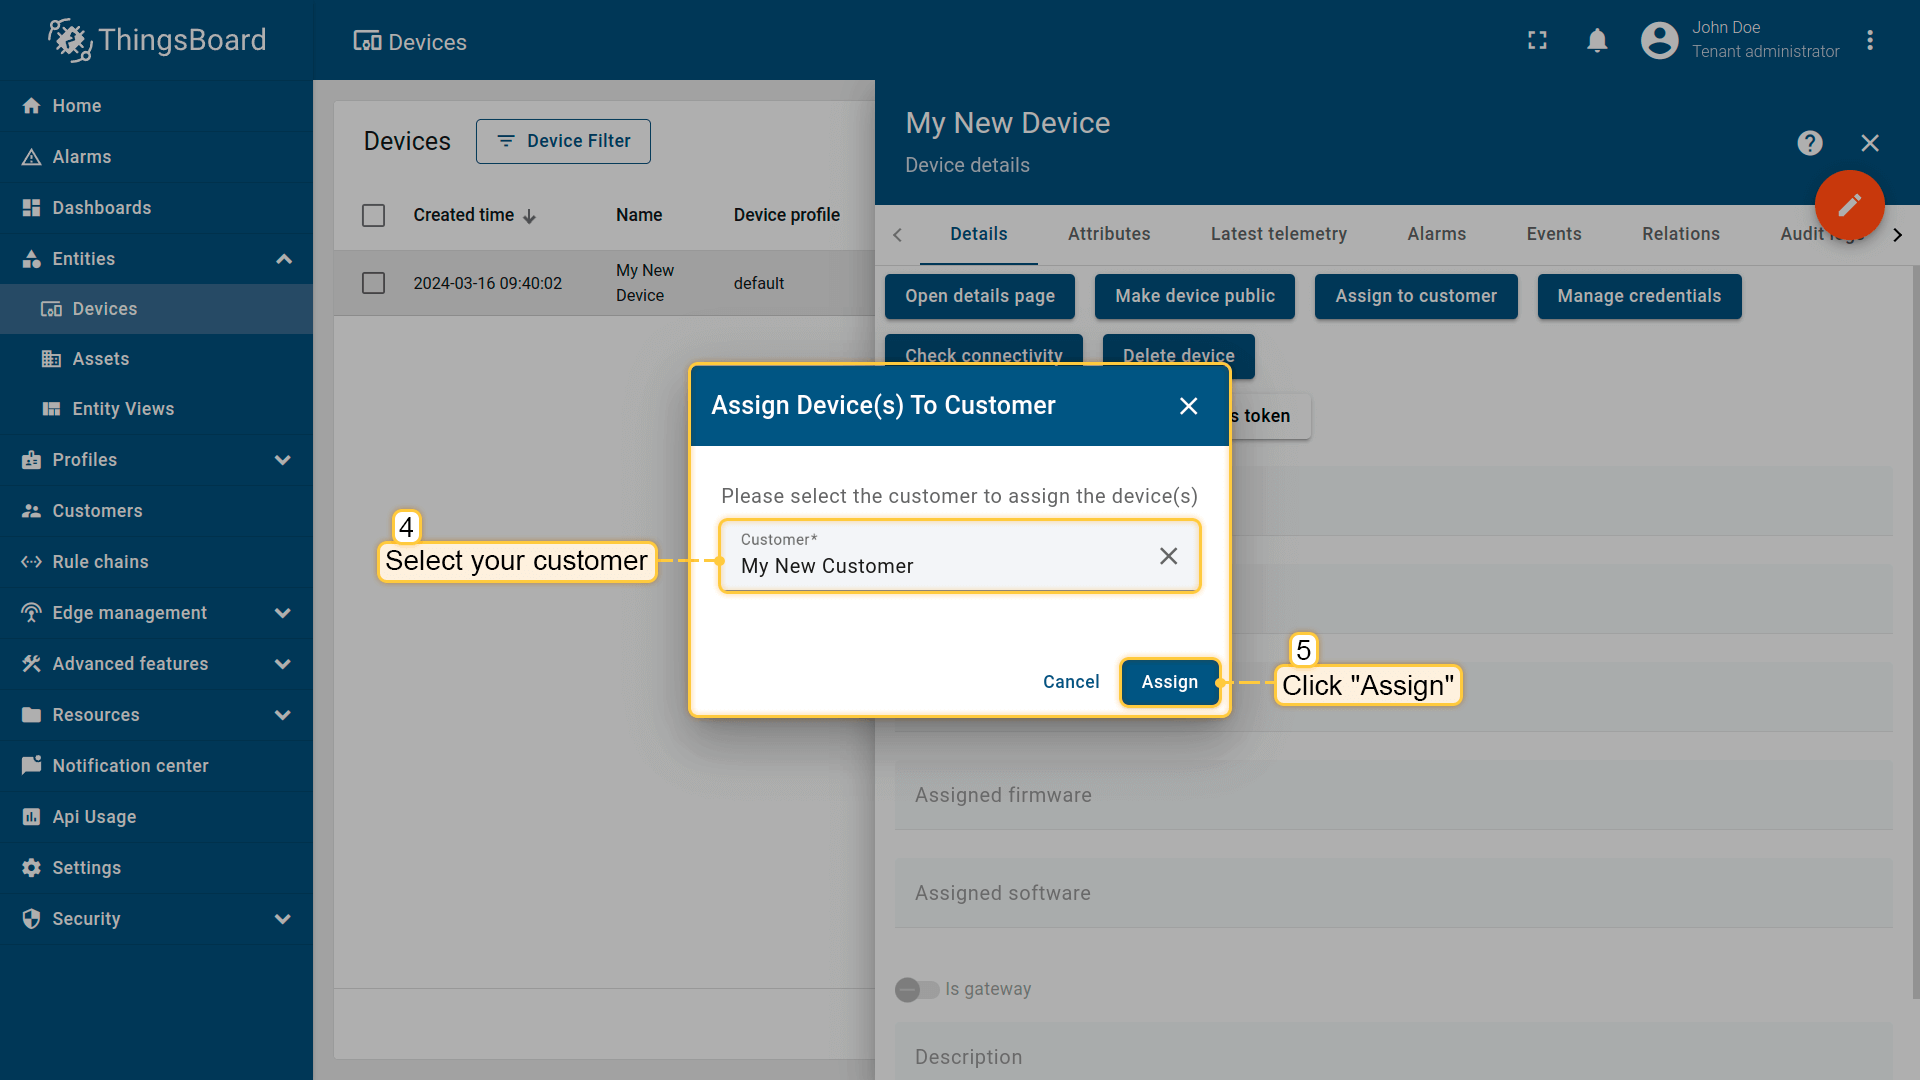 ThingsBoard
Devices
John Doe
Tenant administrator
Home
Alarms
Dashboards
Entities
Devices
Assets
Entity Views
Profiles
Customers
Rule chains
Edge management
Advanced features
Resources
Notification center
Api Usage
Settings
Security
Devices
Device Filter
Created time
Name
Device profile
2024-03-16 09:40:02
My New
Device
default
My New Device
Device details
Details
Attributes
Latest telemetry
Alarms
Events
Relations
Audit logs
Open details page
Make device public
Assign to customer
Manage credentials
Check connectivity
Delete device
s token
Assign Device(s) To Customer
Please select the customer to assign the device(s)
Customer*
My New Customer
Cancel
Assign
4
Select your customer
5
Click "Assign"
Assigned firmware
Assigned software
Is gateway
Description